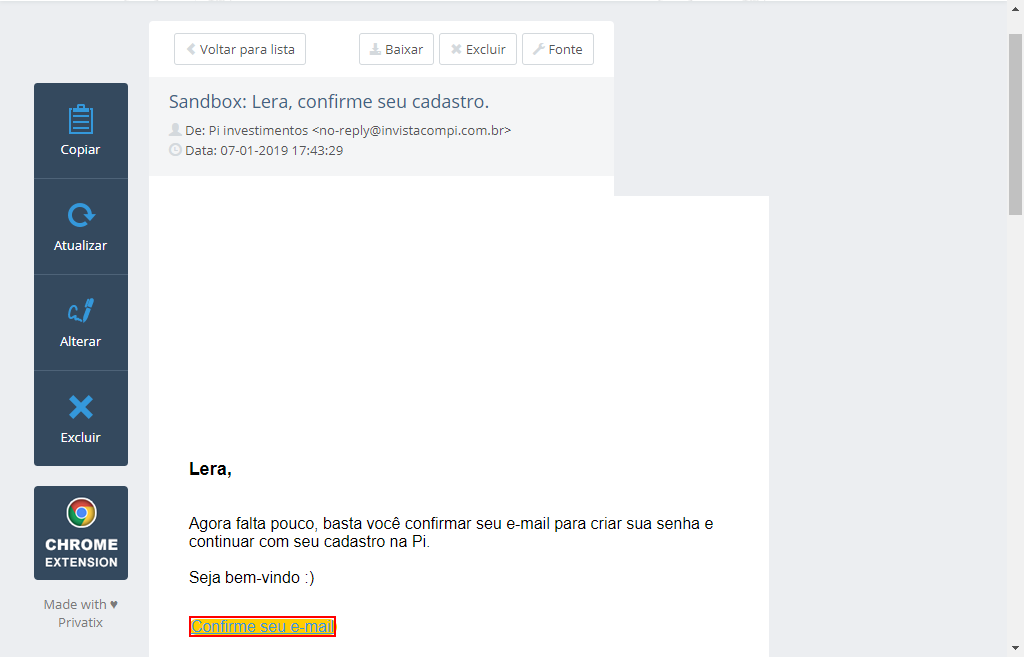 Voltar para lista
Baixar
Excluir
Fonte
Sandbox: Lera, confirme seu cadastro.
De: Pi investimentos <no-reply@invistacompi.com.br>
Data: 07-01-2019 17:43:29
Copiar
Atualizar
Alterar
Excluir
CHROME
EXTENSION
Made with ♥
Privatix
Lera,
Agora falta pouco, basta você confirmar seu e-mail para criar sua senha e
continuar com seu cadastro na Pi.
Seja bem-vindo :)
Confirme seu e-mail